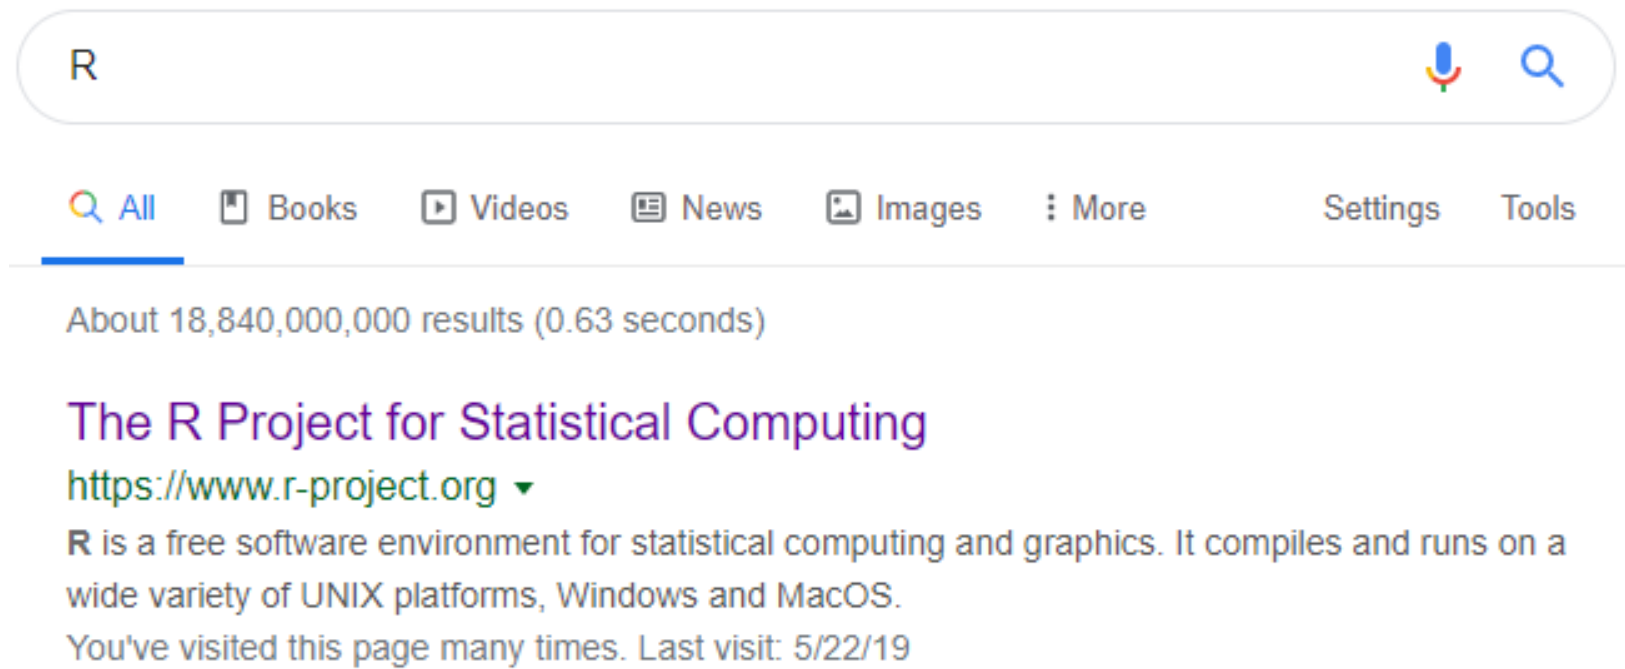 R
All Books Videos News Images More Settings Tools
About 18,840,000,000 results (0.63 seconds)
The R Project for Statistical Computing
https://www.r-project.org
R is a free software environment for statistical computing and graphics. It compiles and runs on a
wide variety of UNIX platforms, Windows and MacOS.
You've visited this page many times. Last visit: 5/22/19